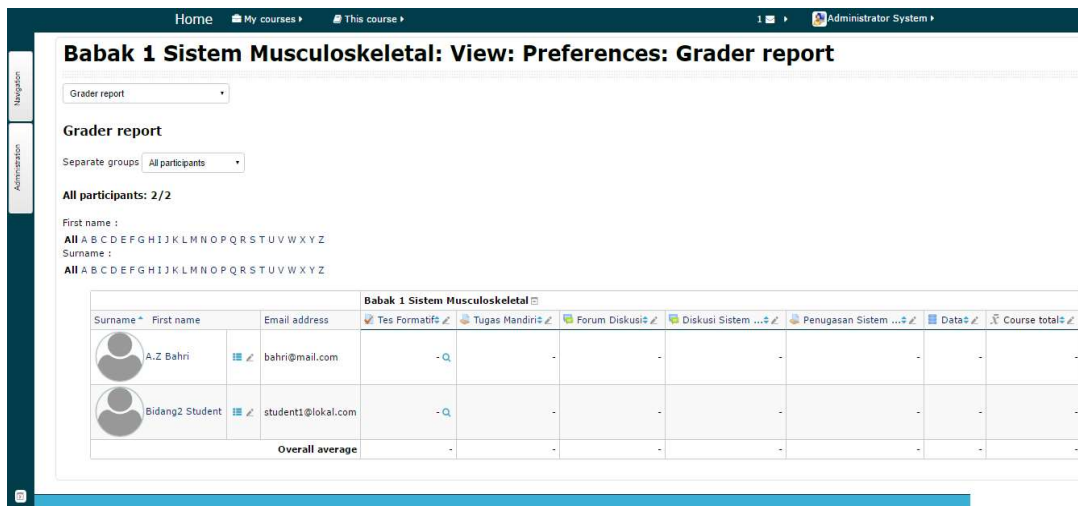 Home My courses This course 1 Administrator System
Babak 1 Sistem Musculoskeletal: View: Preferences: Grader report
Navigation
Administration
Grader report
Grader report
Separate groups All participants
All participants: 2/2
First name :
All A B C D E F G H I J K L M N O P Q R S T U V W X Y Z
Surname :
All A B C D E F G H I J K L M N O P Q R S T U V W X Y Z
Babak 1 Sistem Musculoskeletal
Surname First name Email address Tes Formatif Tugas Mandiri Forum Diskusi Diskusi Sistem ... Penugasan Sistem ... Data Course total
A.Z Bahri bahri@mail.com - - - - - - -
Bidang2 Student student1@lokal.com - - - - - - -
Overall average - - - - - - -